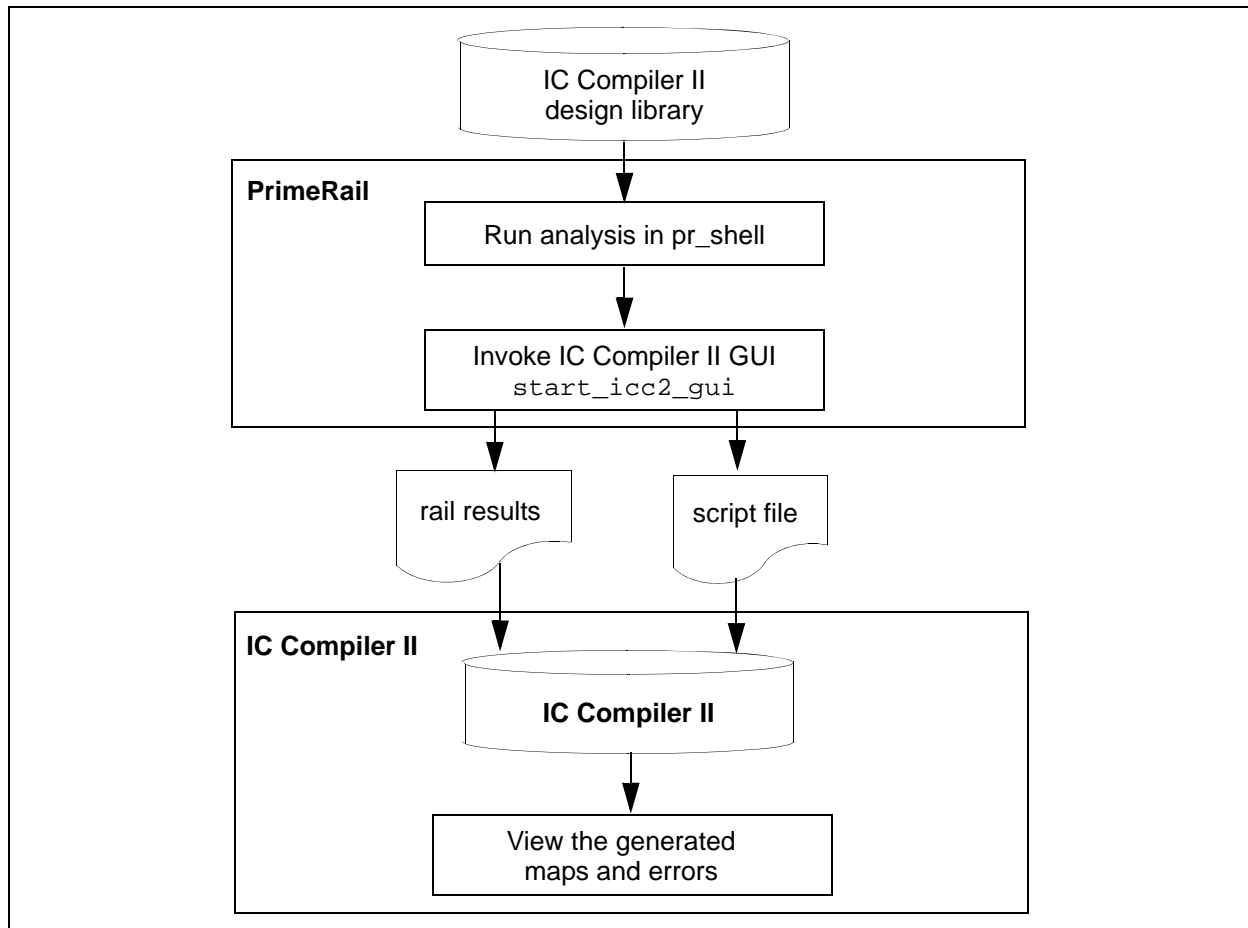 IC Compiler II
design library
PrimeRail
Run analysis in pr_shell
Invoke IC Compiler II GUI
start_icc2_gui
rail results
script file
IC Compiler II
IC Compiler II
View the generated
maps and errors